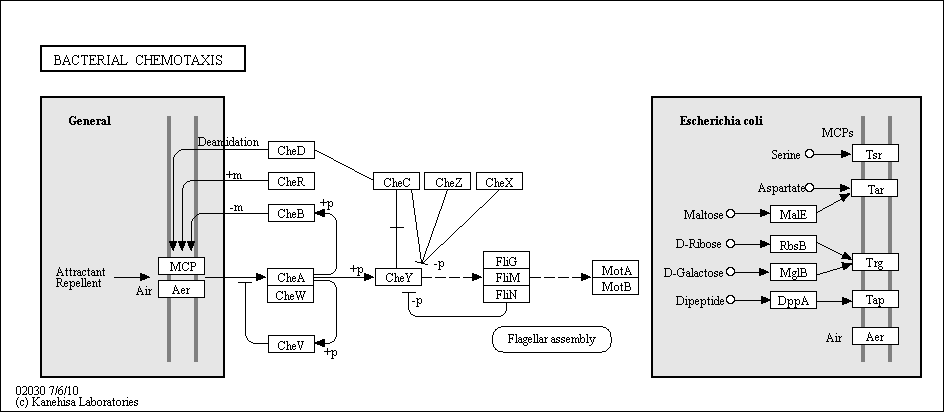 BACTERIAL CHEMOTAXIS
General
Deamidation
CheD
+m
CheR
-m
CheB
+p
MCP
Attractant
Repellent
Air
Aer
CheA
CheW
+p
CheV
+p
CheC
CheZ
CheX
-p
CheY
-p
FliG
FliM
FliN
MotA
MotB
Flagellar assembly
Escherichia coli
MCPs
Serine
Tsr
Aspartate
Tar
Maltose
MalE
D-Ribose
RbsB
Trg
D-Galactose
MglB
Dipeptide
DppA
Tap
Air
Aer
02030 7/6/10
(c) Kanehisa Laboratories